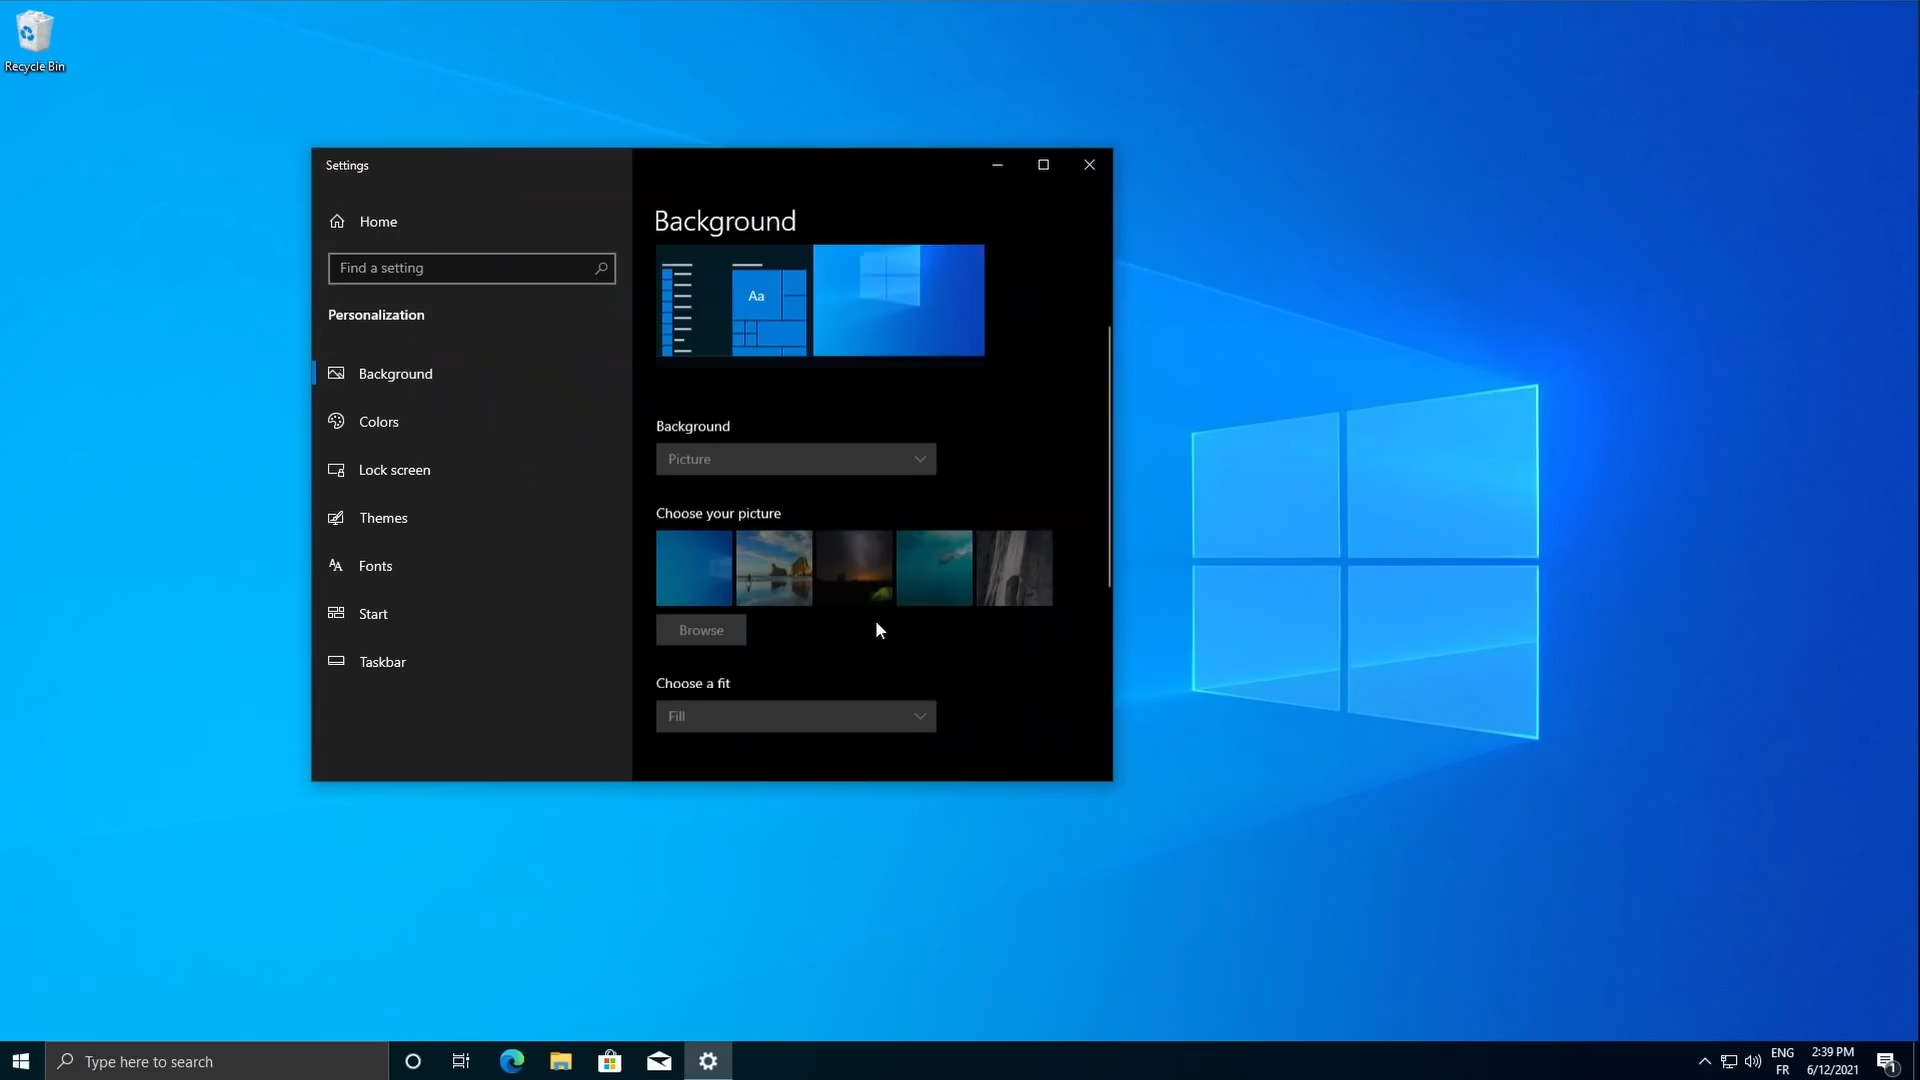 Recycle Bin
Settings
Home
Find a setting
Personalization
Background
Colors
Lock screen
Themes
Fonts
Start
Taskbar
Background
Aa
Background
Picture
Choose your picture
Browse
Choose a fit
Fill
Type here to search
ENG
FR
2:39 PM
6/12/2021
1